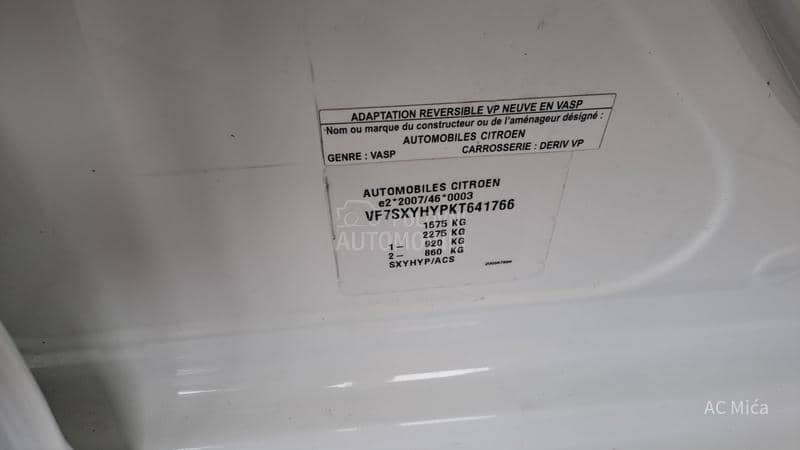 ADAPTATION REVERSIBLE VP NEUVE EN VASP
Nom ou marque du constructeur ou de l'aménageur désigné :
AUTOMOBILES CITROEN
GENRE : VASP CARROSSERIE : DERIV VP
AUTOMOBILES CITROEN
e2*2007/46*0003
VF7SXYHYPKT641766
1575 KG
2275 KG
1– 920 KG
2– 860 KG
SXYHYP/ACS
POLOVNI
AUTOMOBILI
AC Mića